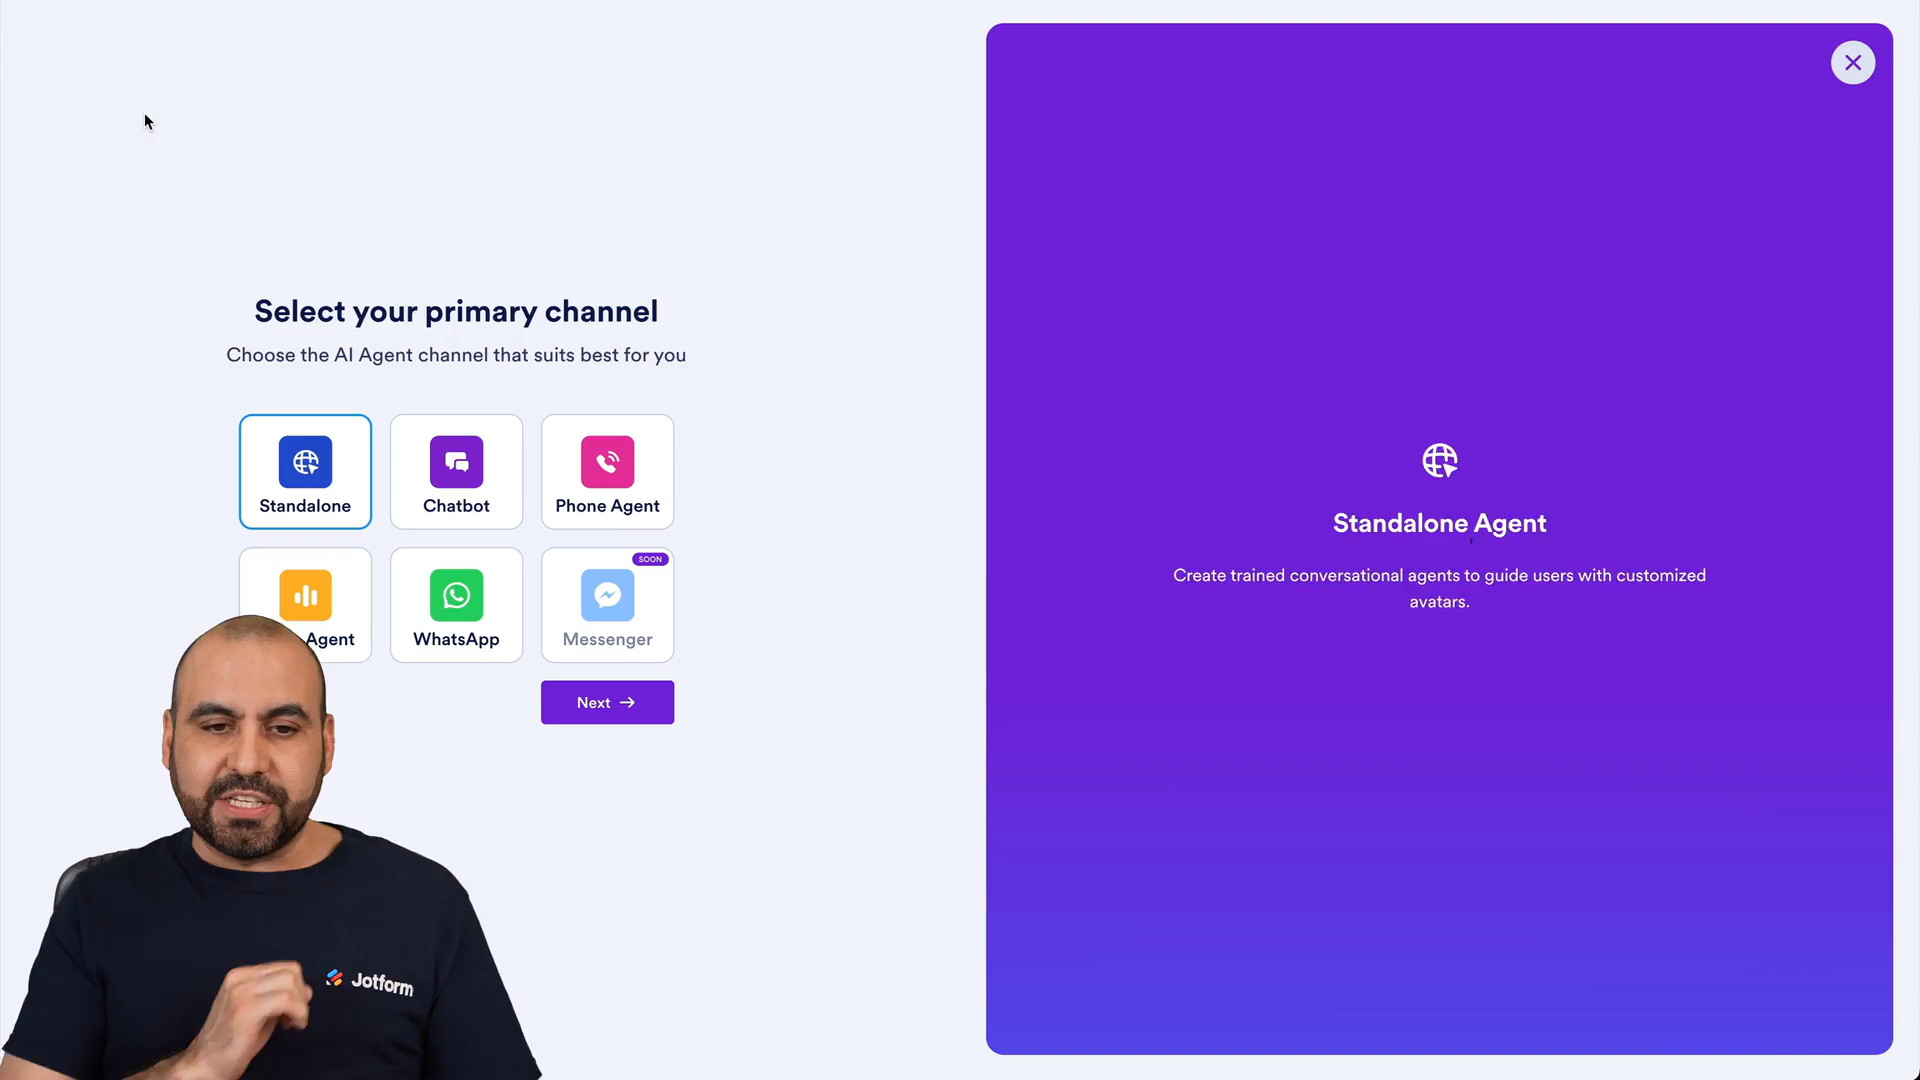 Select your primary channel
Choose the AI Agent channel that suits best for you
Standalone
Chatbot
Phone Agent
Agent
WhatsApp
SOON
Messenger
Next
Standalone Agent
Create trained conversational agents to guide users with customized
avatars.
Jotform